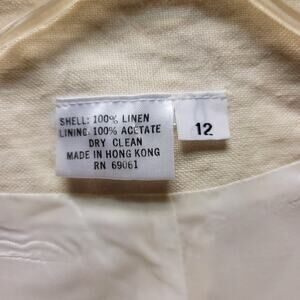 SHELL: 100% LINEN
LINING: 100% ACETATE
DRY CLEAN
MADE IN HONG KONG
RN 69061
12